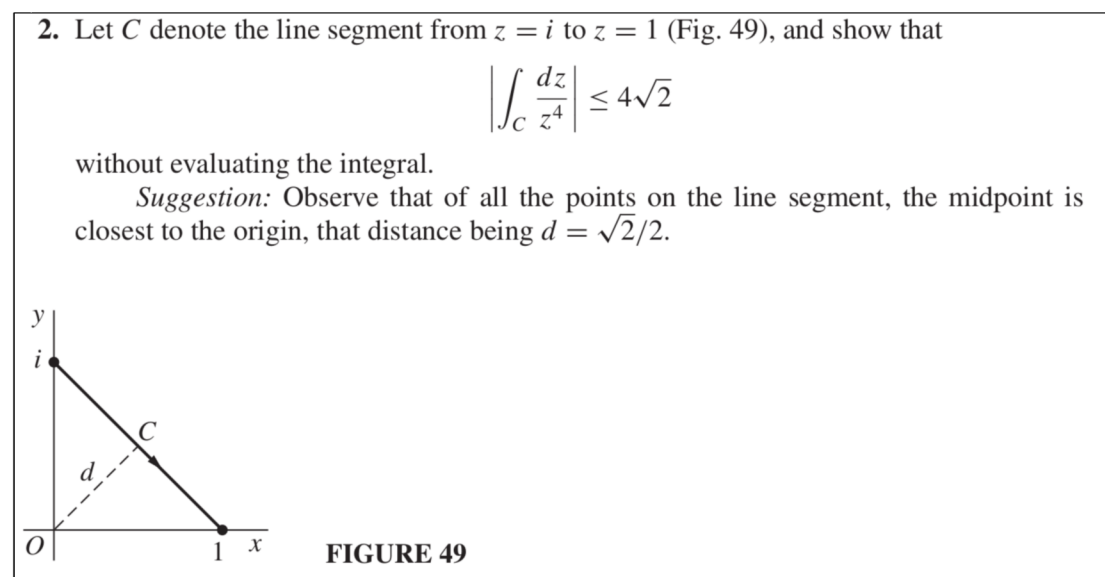 2. Let C denote the line segment from z = i to z = 1 (Fig. 49), and show that
|∫_C dz/z⁴| ≤ 4√2
without evaluating the integral.
Suggestion: Observe that of all the points on the line segment, the midpoint is
closest to the origin, that distance being d = √2/2.
y
i
C
d
O
1 x
FIGURE 49